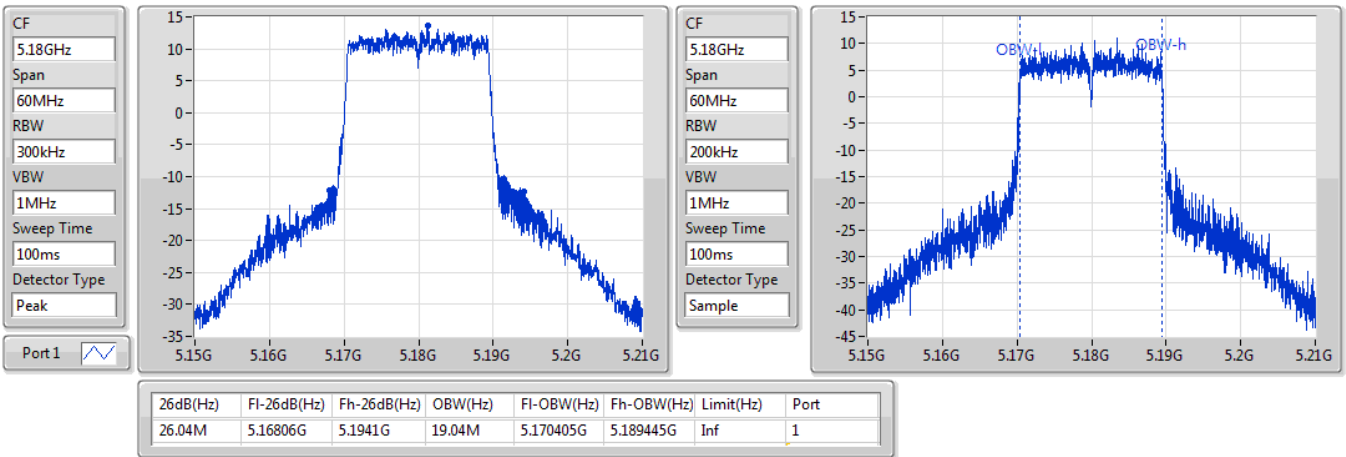 CF
5.18GHz
Span
60MHz
RBW
300kHz
VBW
1MHz
Sweep Time
100ms
Detector Type
Peak
Port 1
15
10
5
0
-5
-10
-15
-20
-25
-30
-35
5.15G 5.16G 5.17G 5.18G 5.19G 5.2G 5.21G
CF
5.18GHz
Span
60MHz
RBW
200kHz
VBW
1MHz
Sweep Time
100ms
Detector Type
Sample
15
10
5
0
-5
-10
-15
-20
-25
-30
-35
-40
-45
OBW-l OBW-h
5.15G 5.16G 5.17G 5.18G 5.19G 5.2G 5.21G
26dB(Hz) Fl-26dB(Hz) Fh-26dB(Hz) OBW(Hz) Fl-OBW(Hz) Fh-OBW(Hz) Limit(Hz) Port
26.04M 5.16806G 5.1941G 19.04M 5.170405G 5.189445G Inf 1